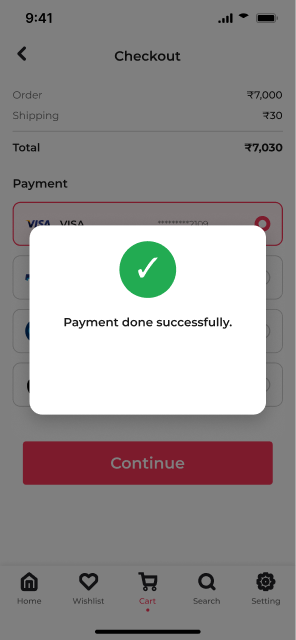 9:41
Checkout
Order ₹7,000
Shipping ₹30
Total ₹7,030
Payment
VISA VISA *********2109
Payment done successfully.
Continue
Home Wishlist Cart Search Setting